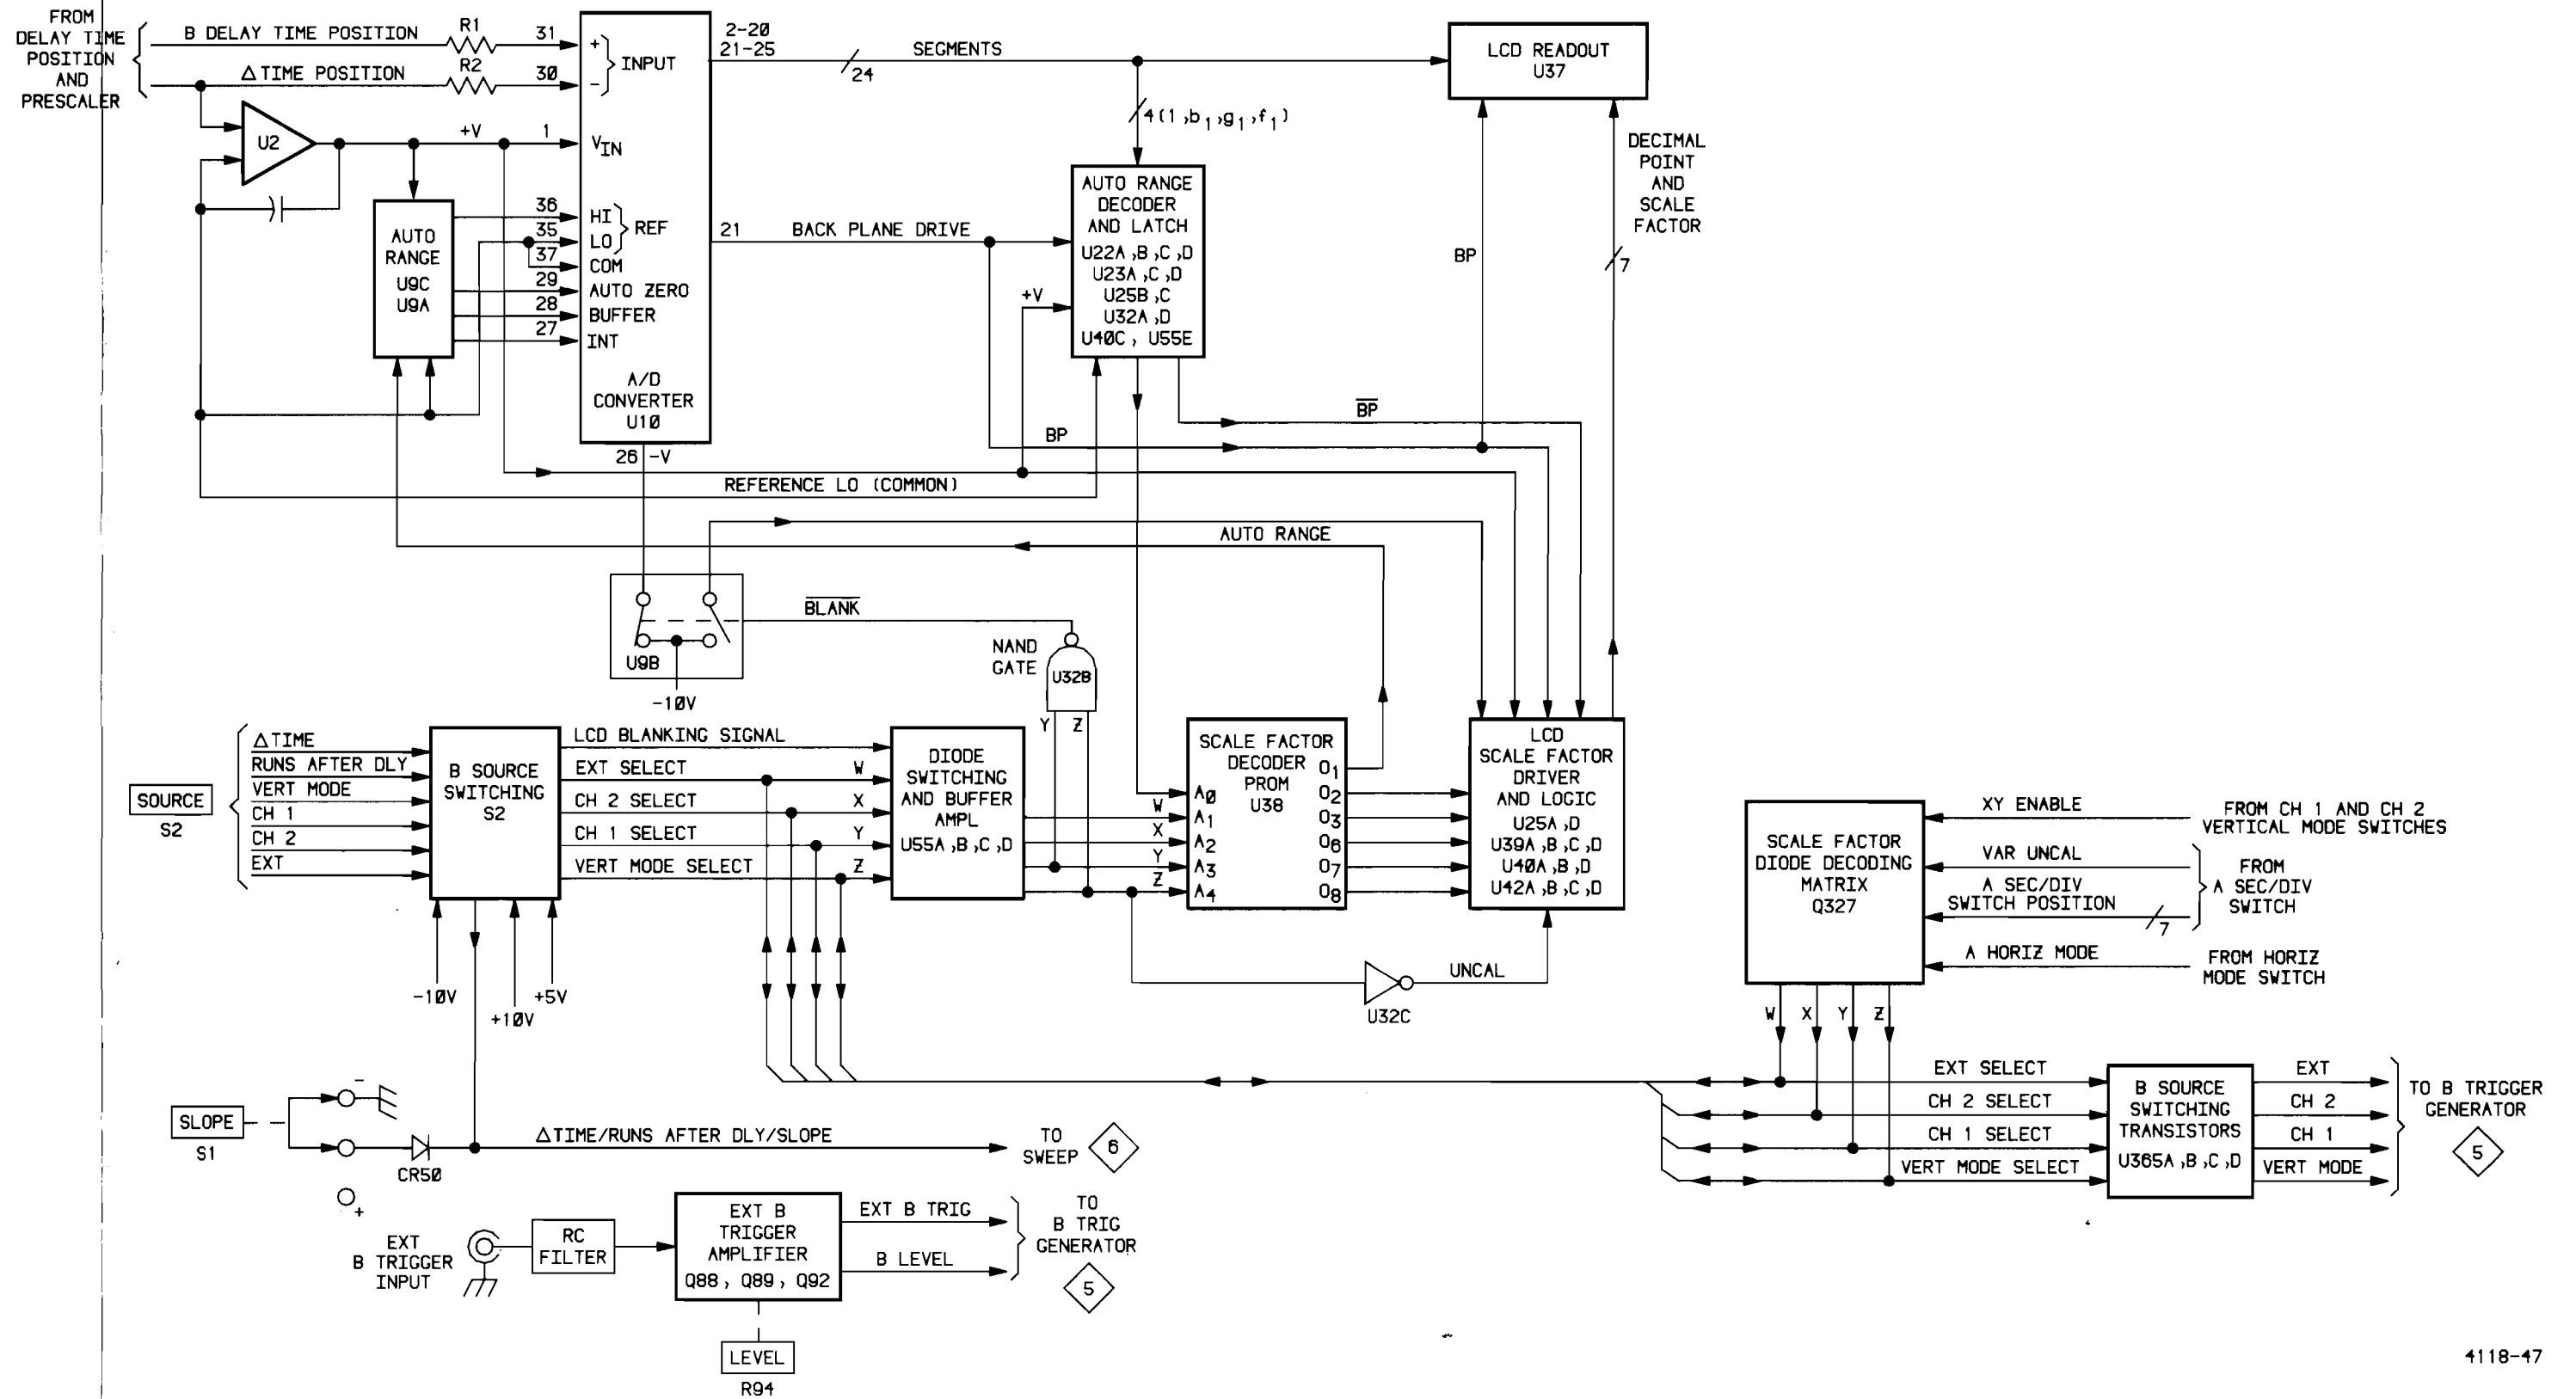 FROM
DELAY TIME
POSITION
AND
PRESCALER
B DELAY TIME POSITION
R1
31
+
INPUT
Δ TIME POSITION
R2
30
-
U2
+V
1
VIN
36
HI
REF
35
LO
37
COM
29
AUTO ZERO
28
BUFFER
27
INT
AUTO
RANGE
U9C
U9A
A/D
CONVERTER
U10
26 -V
2-20
21-25
SEGMENTS
24
4(1,b1,g1,f1)
21
BACK PLANE DRIVE
LCD READOUT
U37
AUTO RANGE
DECODER
AND LATCH
U22A,B,C,D
U23A,C,D
U25B,C
U32A,D
U40C, U55E
+V
BP
DECIMAL
POINT
AND
SCALE
FACTOR
7
BP
BP
REFERENCE LO (COMMON)
AUTO RANGE
BLANK
U9B
-10V
NAND
GATE
U32B
Y Z
SOURCE
S2
Δ TIME
RUNS AFTER DLY
VERT MODE
CH 1
CH 2
EXT
B SOURCE
SWITCHING
S2
-10V
+10V
+5V
LCD BLANKING SIGNAL
EXT SELECT W
CH 2 SELECT X
CH 1 SELECT Y
VERT MODE SELECT Z
DIODE
SWITCHING
AND BUFFER
AMPL
U55A,B,C,D
W
X
Y
Z
SCALE FACTOR
DECODER
PROM
U38
A0
A1
A2
A3
A4
O1
O2
O3
O6
O7
O8
LCD
SCALE FACTOR
DRIVER
AND LOGIC
U25A,D
U39A,B,C,D
U40A,B,D
U42A,B,C,D
UNCAL
U32C
SCALE FACTOR
DIODE DECODING
MATRIX
Q327
XY ENABLE
FROM CH 1 AND CH 2
VERTICAL MODE SWITCHES
VAR UNCAL
A SEC/DIV
SWITCH POSITION
7
FROM
A SEC/DIV
SWITCH
A HORIZ MODE
FROM HORIZ
MODE SWITCH
W X Y Z
EXT SELECT
CH 2 SELECT
CH 1 SELECT
VERT MODE SELECT
B SOURCE
SWITCHING
TRANSISTORS
U365A,B,C,D
EXT
CH 2
CH 1
VERT MODE
TO B TRIGGER
GENERATOR
5
SLOPE
S1
-
+
CR50
Δ TIME/RUNS AFTER DLY/SLOPE
TO
SWEEP
6
EXT
B TRIGGER
INPUT
RC
FILTER
EXT B
TRIGGER
AMPLIFIER
Q88, Q89, Q92
EXT B TRIG
B LEVEL
TO
B TRIG
GENERATOR
5
LEVEL
R94
4118-47